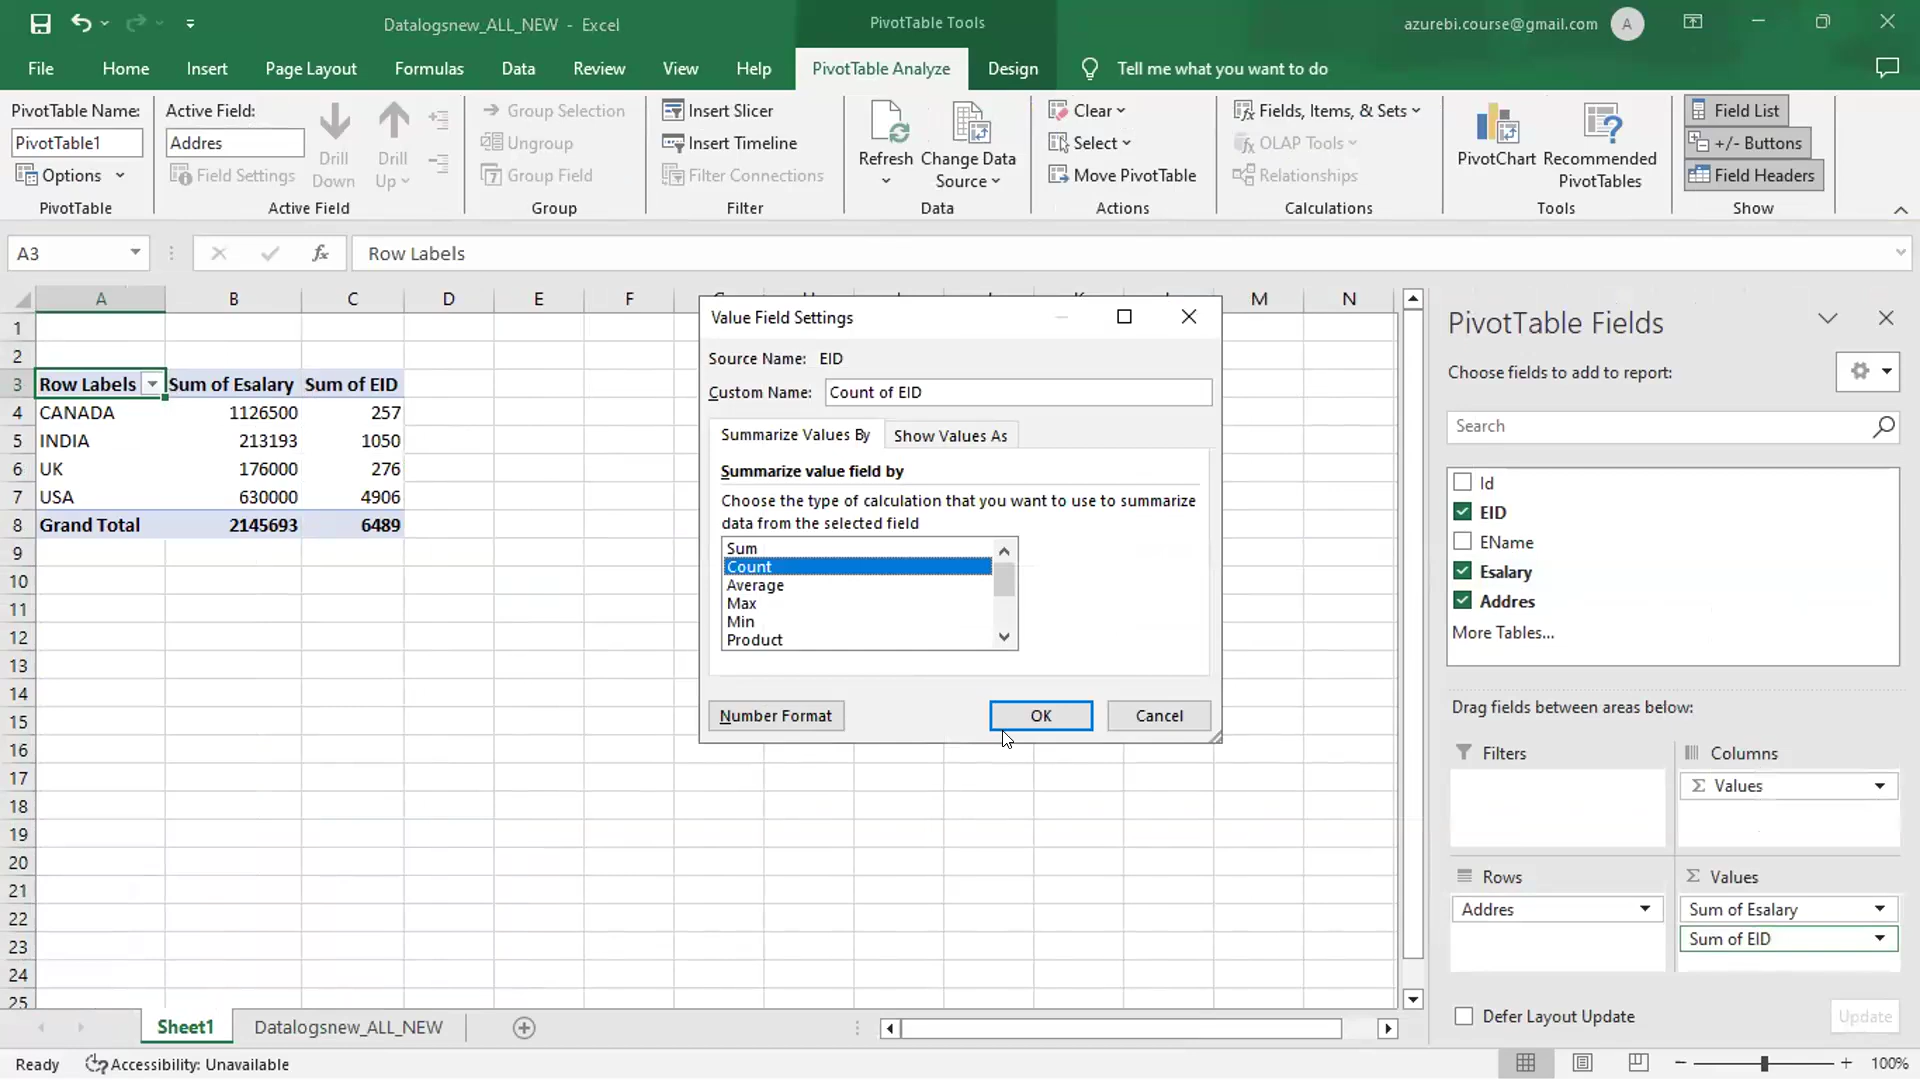 Datalogsnew_ALL_NEW - Excel
PivotTable Tools
azurebi.course@gmail.com
A
File
Home
Insert
Page Layout
Formulas
Data
Review
View
Help
PivotTable Analyze
Design
Tell me what you want to do
PivotTable Name:
PivotTable1
Options
PivotTable
Active Field:
Addres
Field Settings
Drill
Down
Drill
Up
Active Field
Group Selection
Ungroup
Group Field
Group
Insert Slicer
Insert Timeline
Filter Connections
Filter
Refresh
Change Data
Source
Data
Clear
Select
Move PivotTable
Actions
Fields, Items, & Sets
OLAP Tools
Relationships
Calculations
PivotChart
Recommended
PivotTables
Tools
Field List
+/- Buttons
Field Headers
Show
A3
fx
Row Labels
A B C D E F M N
1
2
3 Row Labels Sum of Esalary Sum of EID
4 CANADA 1126500 257
5 INDIA 213193 1050
6 UK 176000 276
7 USA 630000 4906
8 Grand Total 2145693 6489
9
10
11
12
13
14
15
16
17
18
19
20
21
22
23
24
25
Value Field Settings
Source Name: EID
Custom Name: Count of EID
Summarize Values By
Show Values As
Summarize value field by
Choose the type of calculation that you want to use to summarize
data from the selected field
Sum
Count
Average
Max
Min
Product
Number Format
OK
Cancel
PivotTable Fields
Choose fields to add to report:
Search
Id
EID
EName
Esalary
Addres
More Tables...
Drag fields between areas below:
Filters
Columns
Σ Values
Rows
Addres
Σ Values
Sum of Esalary
Sum of EID
Defer Layout Update
Update
Sheet1
Datalogsnew_ALL_NEW
Ready
Accessibility: Unavailable
100%